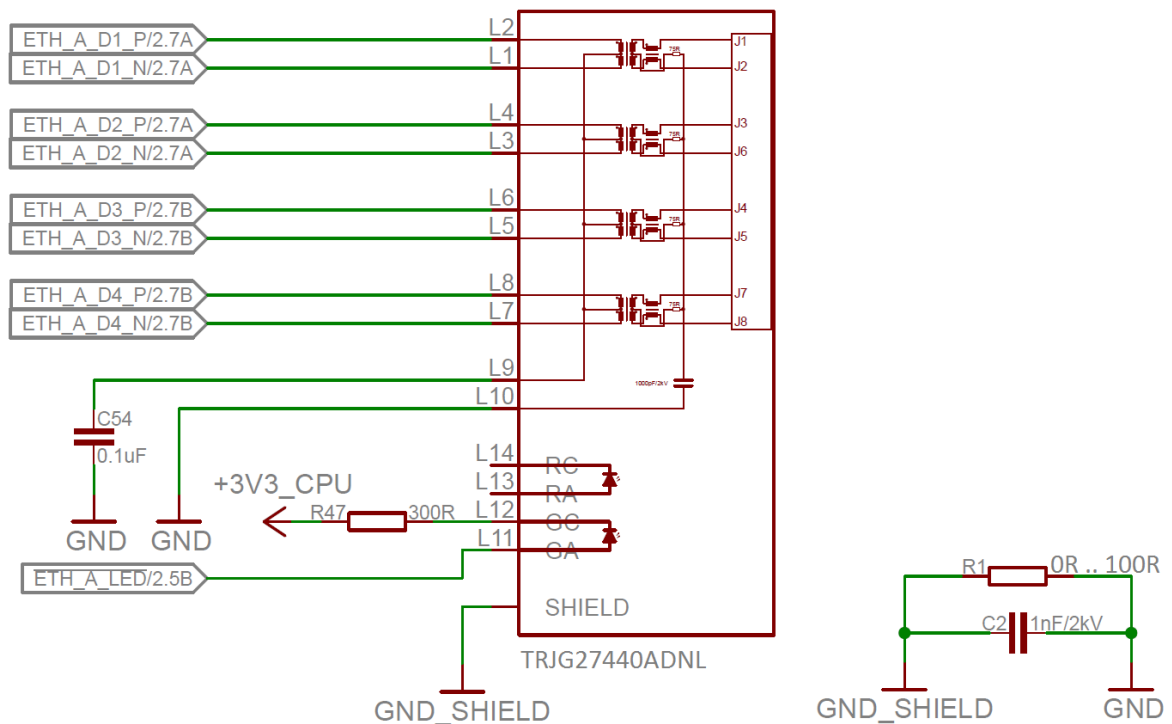 ETH_A_D1_P/2.7A
L2
J1
ETH_A_D1_N/2.7A
L1
75R
J2
ETH_A_D2_P/2.7A
L4
J3
ETH_A_D2_N/2.7A
L3
75R
J6
ETH_A_D3_P/2.7B
L6
J4
ETH_A_D3_N/2.7B
L5
75R
J5
ETH_A_D4_P/2.7B
L8
J7
ETH_A_D4_N/2.7B
L7
75R
J8
L9
1000pF/2kV
L10
C54
0.1uF
GND
GND
L14
RC
L13
RA
+3V3_CPU
R47
300R
L12
GC
L11
GA
ETH_A_LED/2.5B
SHIELD
TRJG27440ADNL
GND_SHIELD
R1
0R .. 100R
C2
1nF/2kV
GND_SHIELD
GND